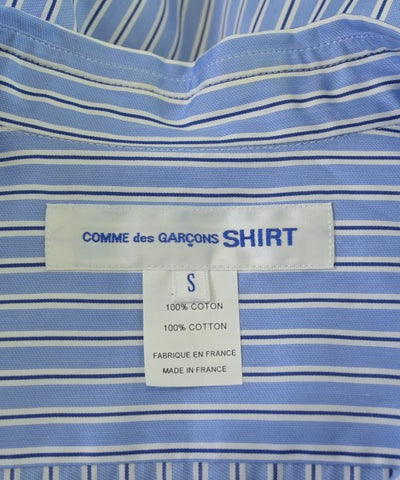 COMME des GARÇONS SHIRT
S
100% COTON
100% COTTON
FABRIQUE EN FRANCE
MADE IN FRANCE